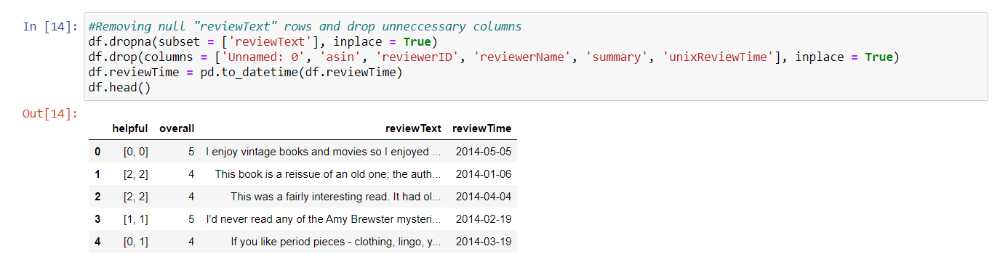 In [14]: #Removing null "reviewText" rows and drop unneccessary columns
df.dropna(subset = ['reviewText'], inplace = True)
df.drop(columns = ['Unnamed: 0', 'asin', 'reviewerID', 'reviewerName', 'summary', 'unixReviewTime'], inplace = True)
df.reviewTime = pd.to_datetime(df.reviewTime)
df.head()
Out[14]:
helpful overall reviewText reviewTime
0 [0, 0] 5 I enjoy vintage books and movies so I enjoyed ... 2014-05-05
1 [2, 2] 4 This book is a reissue of an old one; the auth... 2014-01-06
2 [2, 2] 4 This was a fairly interesting read. It had ol... 2014-04-04
3 [1, 1] 5 I'd never read any of the Amy Brewster mysteri... 2014-02-19
4 [0, 1] 4 If you like period pieces - clothing, lingo, y... 2014-03-19